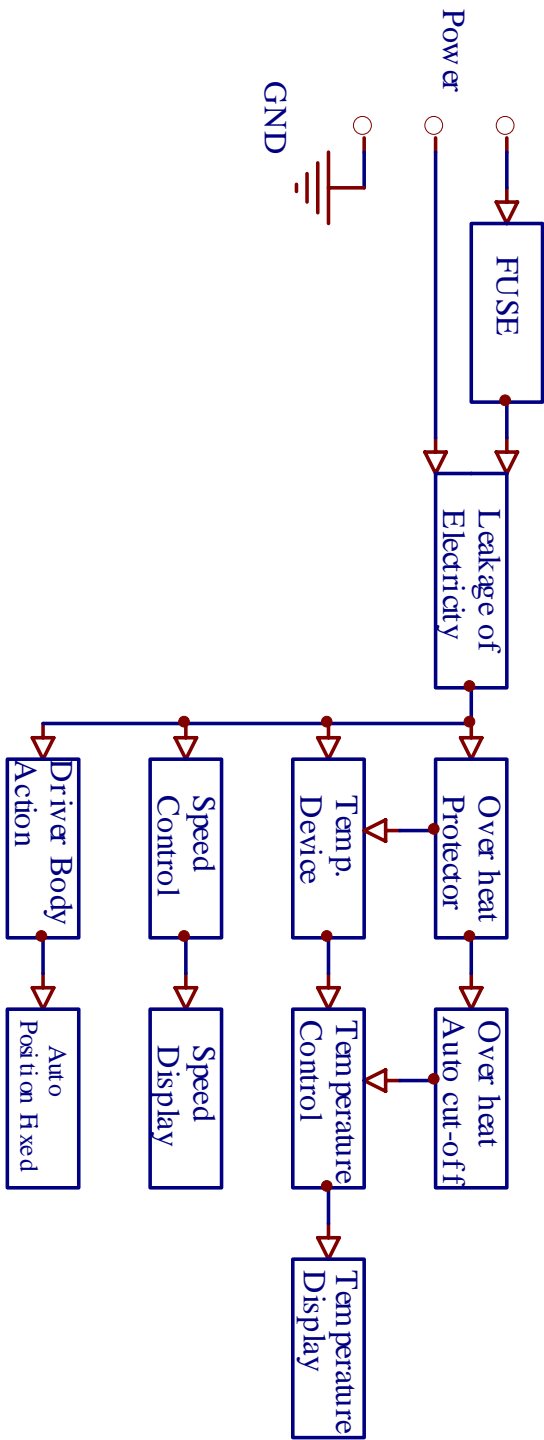 Power
GND
FUSE
Leakage of
Electricity
Over heat
Protector
Over heat
Auto cut-off
Temp.
Device
Temperature
Control
Temperature
Display
Speed
Control
Speed
Display
Driver Body
Action
Auto
Position Fixed